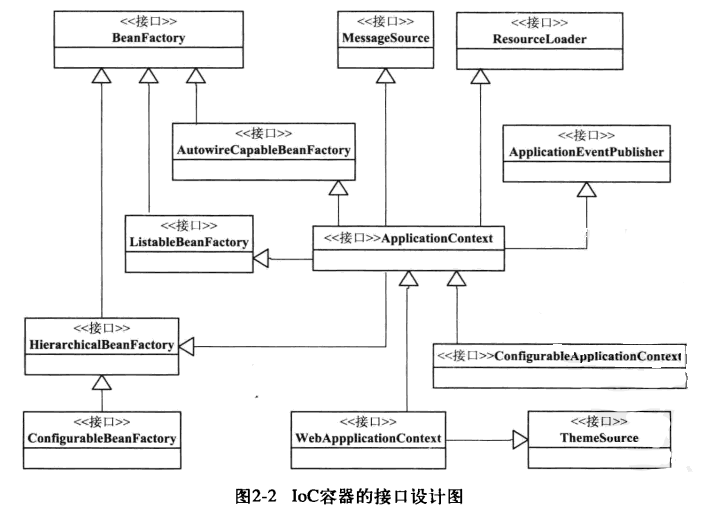 <<接口>>
BeanFactory
<<接口>>
MessageSource
<<接口>>
ResourceLoader
<<接口>>
AutowireCapableBeanFactory
<<接口>>
ApplicationEventPublisher
<<接口>>
ListableBeanFactory
<<接口>>ApplicationContext
<<接口>>
HierarchicalBeanFactory
<<接口>>ConfigurableApplicationContext
<<接口>>
ConfigurableBeanFactory
<<接口>>
WebAppplicationContext
<<接口>>
ThemeSource
图2-2 IoC容器的接口设计图